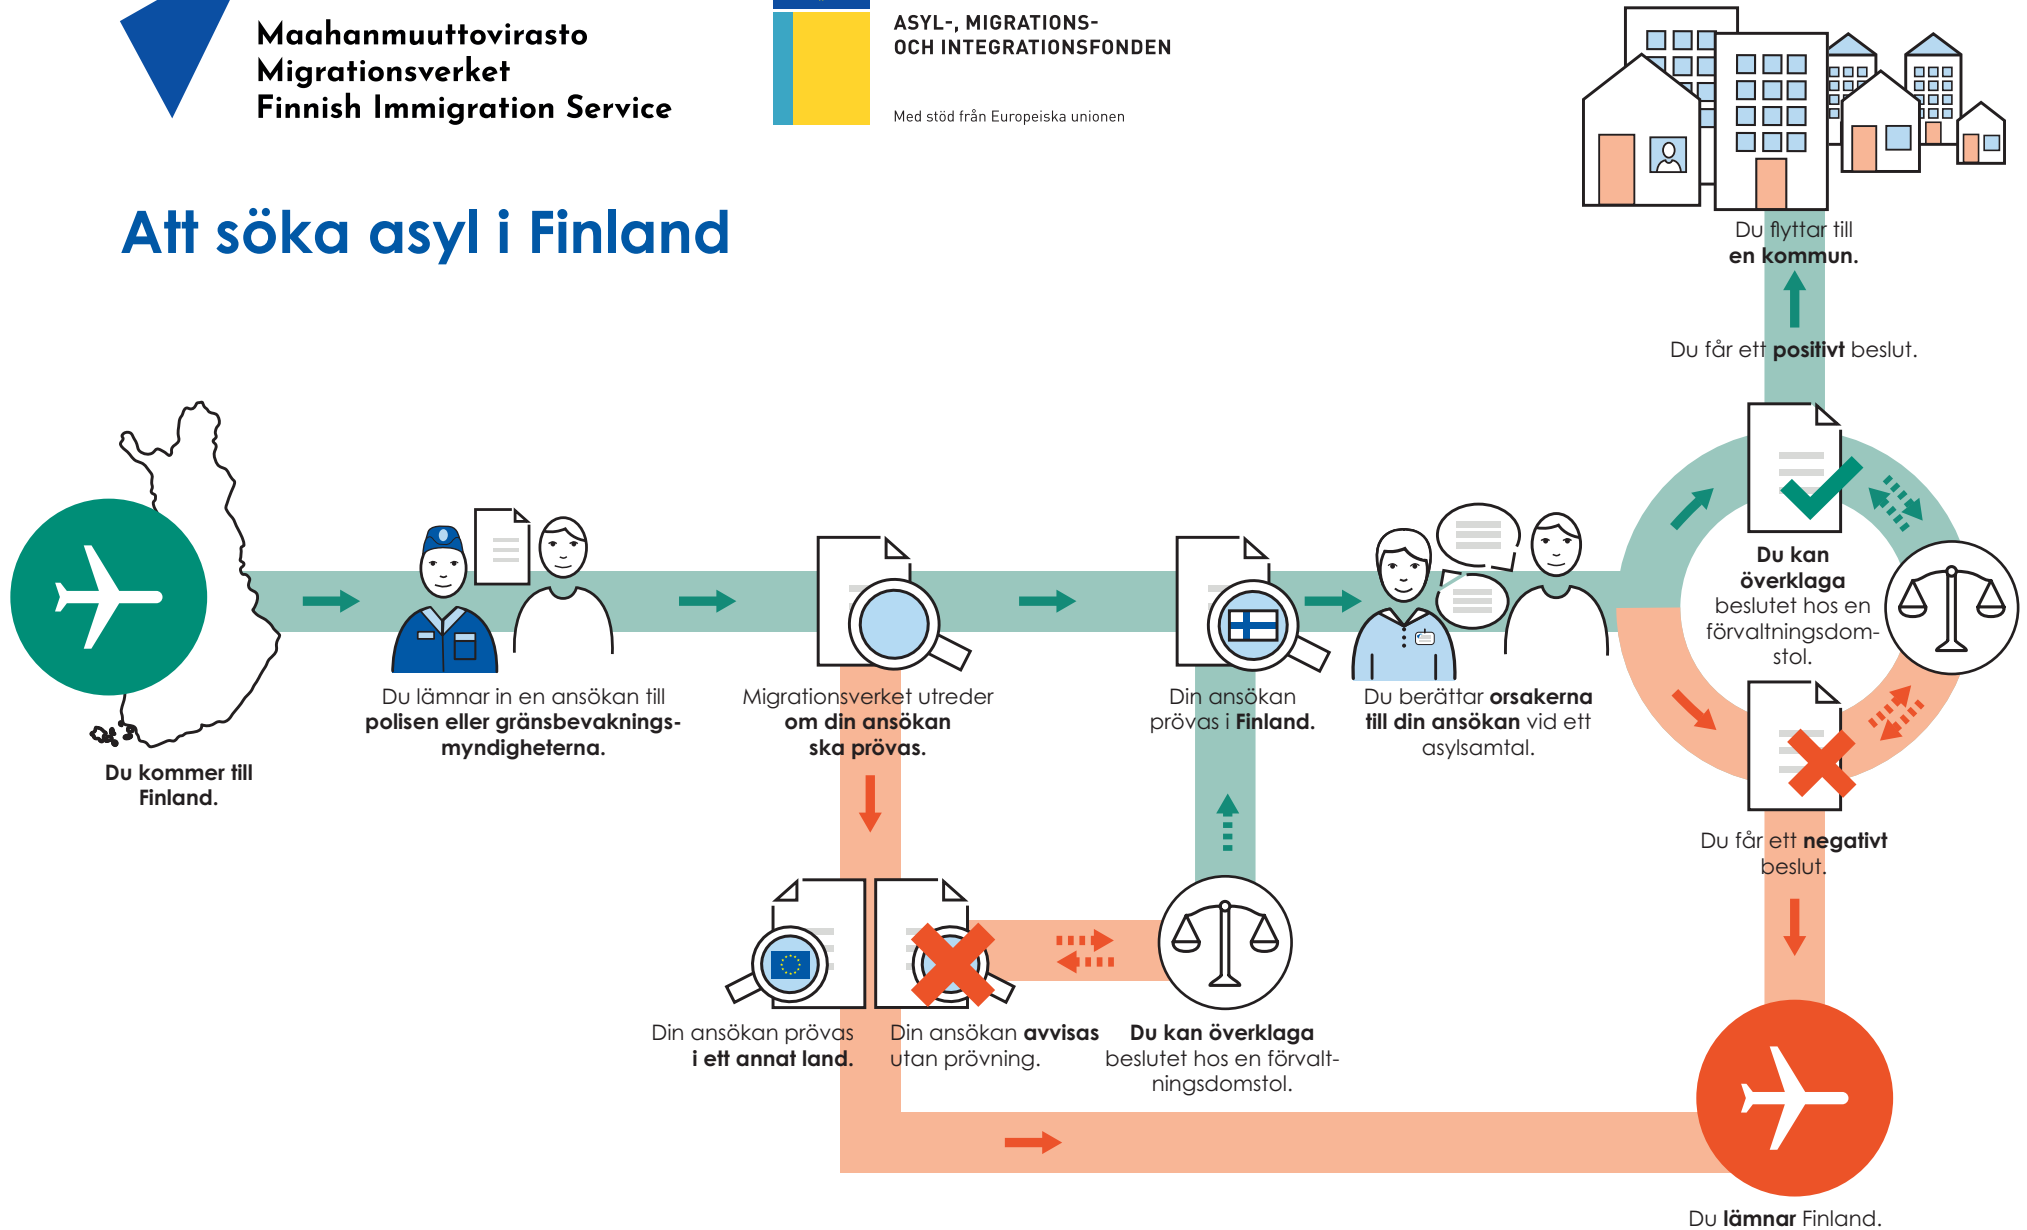 Maahanmuuttovirasto
Migrationsverket
Finnish Immigration Service
ASYL-, MIGRATIONS-
OCH INTEGRATIONSFONDEN
Med stöd från Europeiska unionen
Att söka asyl i Finland
Du flyttar till
en kommun.
Du får ett positivt beslut.
Du kommer till
Finland.
Du lämnar in en ansökan till
polisen eller gränsbevaknings-
myndigheterna.
Migrationsverket utreder
om din ansökan
ska prövas.
Din ansökan
prövas i Finland.
Du berättar orsakerna
till din ansökan vid ett
asylsamtal.
Du kan
överklaga
beslutet hos en
förvaltningsdom-
stol.
Du får ett negativt
beslut.
Din ansökan prövas
i ett annat land.
Din ansökan avvisas
utan prövning.
Du kan överklaga
beslutet hos en förvalt-
ningsdomstol.
Du lämnar Finland.